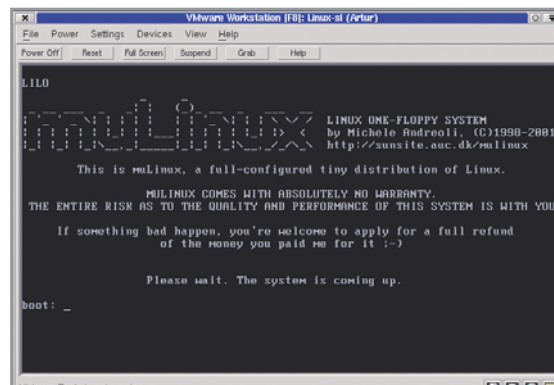 VMware Workstation [F8]: Linux-sl (Artur)
File Power Settings Devices View Help
Power Off Reset Full Screen Suspend Grab Help
LILO
muLinux
LINUX ONE-FLOPPY SYSTEM
by Michele Andreoli, (C)1998-2001
http://sunsite.auc.dk/mulinux
This is muLinux, a full-configured tiny distribution of Linux.
MULINUX COMES WITH ABSOLUTELY NO WARRANTY.
THE ENTIRE RISK AS TO THE QUALITY AND PERFORMANCE OF THIS SYSTEM IS WITH YOU
If something bad happen, you're welcome to apply for a full refund
of the money you paid me for it ;-)
Please wait. The system is coming up.
boot: _